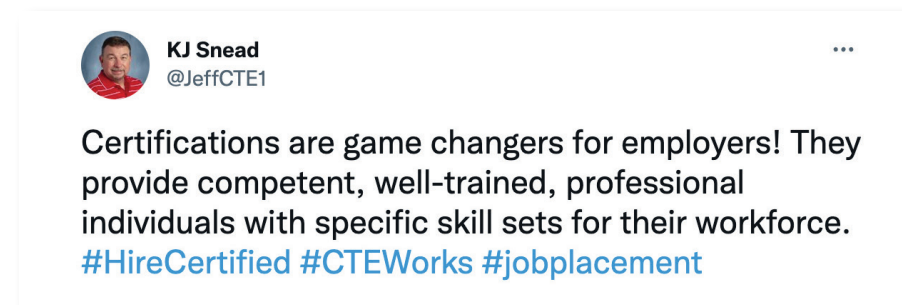 KJ Snead
@JeffCTE1
Certifications are game changers for employers! They
provide competent, well-trained, professional
individuals with specific skill sets for their workforce.
#HireCertified #CTEWorks #jobplacement